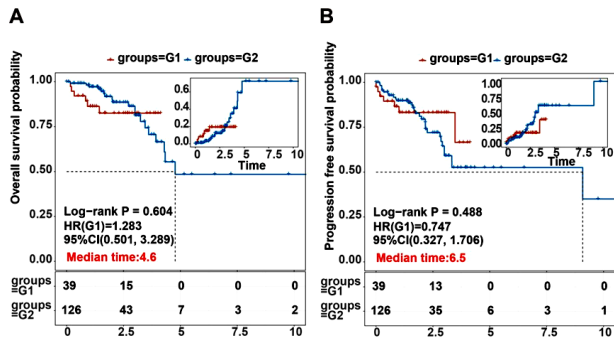 A
groups=G1 groups=G2
Overall survival probability
1.00
0.75
0.50
0.25
0.6
0.4
0.2
0.0
0 2.5 5 10
Time
Log-rank P = 0.604
HR(G1)=1.283
95%CI(0.501, 3.289)
Median time:4.6
groups=G1 39 15 0 0 0
groups=G2 126 43 7 3 2
0 2.5 5 7.5 10
B
groups=G1 groups=G2
Progression free survival probability
1.00
0.75
0.50
0.25
1.00
0.75
0.50
0.25
0.00
0 2.5 5 10
Time
Log-rank P = 0.488
HR(G1)=0.747
95%CI(0.327, 1.706)
Median time:6.5
groups=G1 39 13 0 0 0
groups=G2 126 35 6 3 1
0 2.5 5 7.5 10